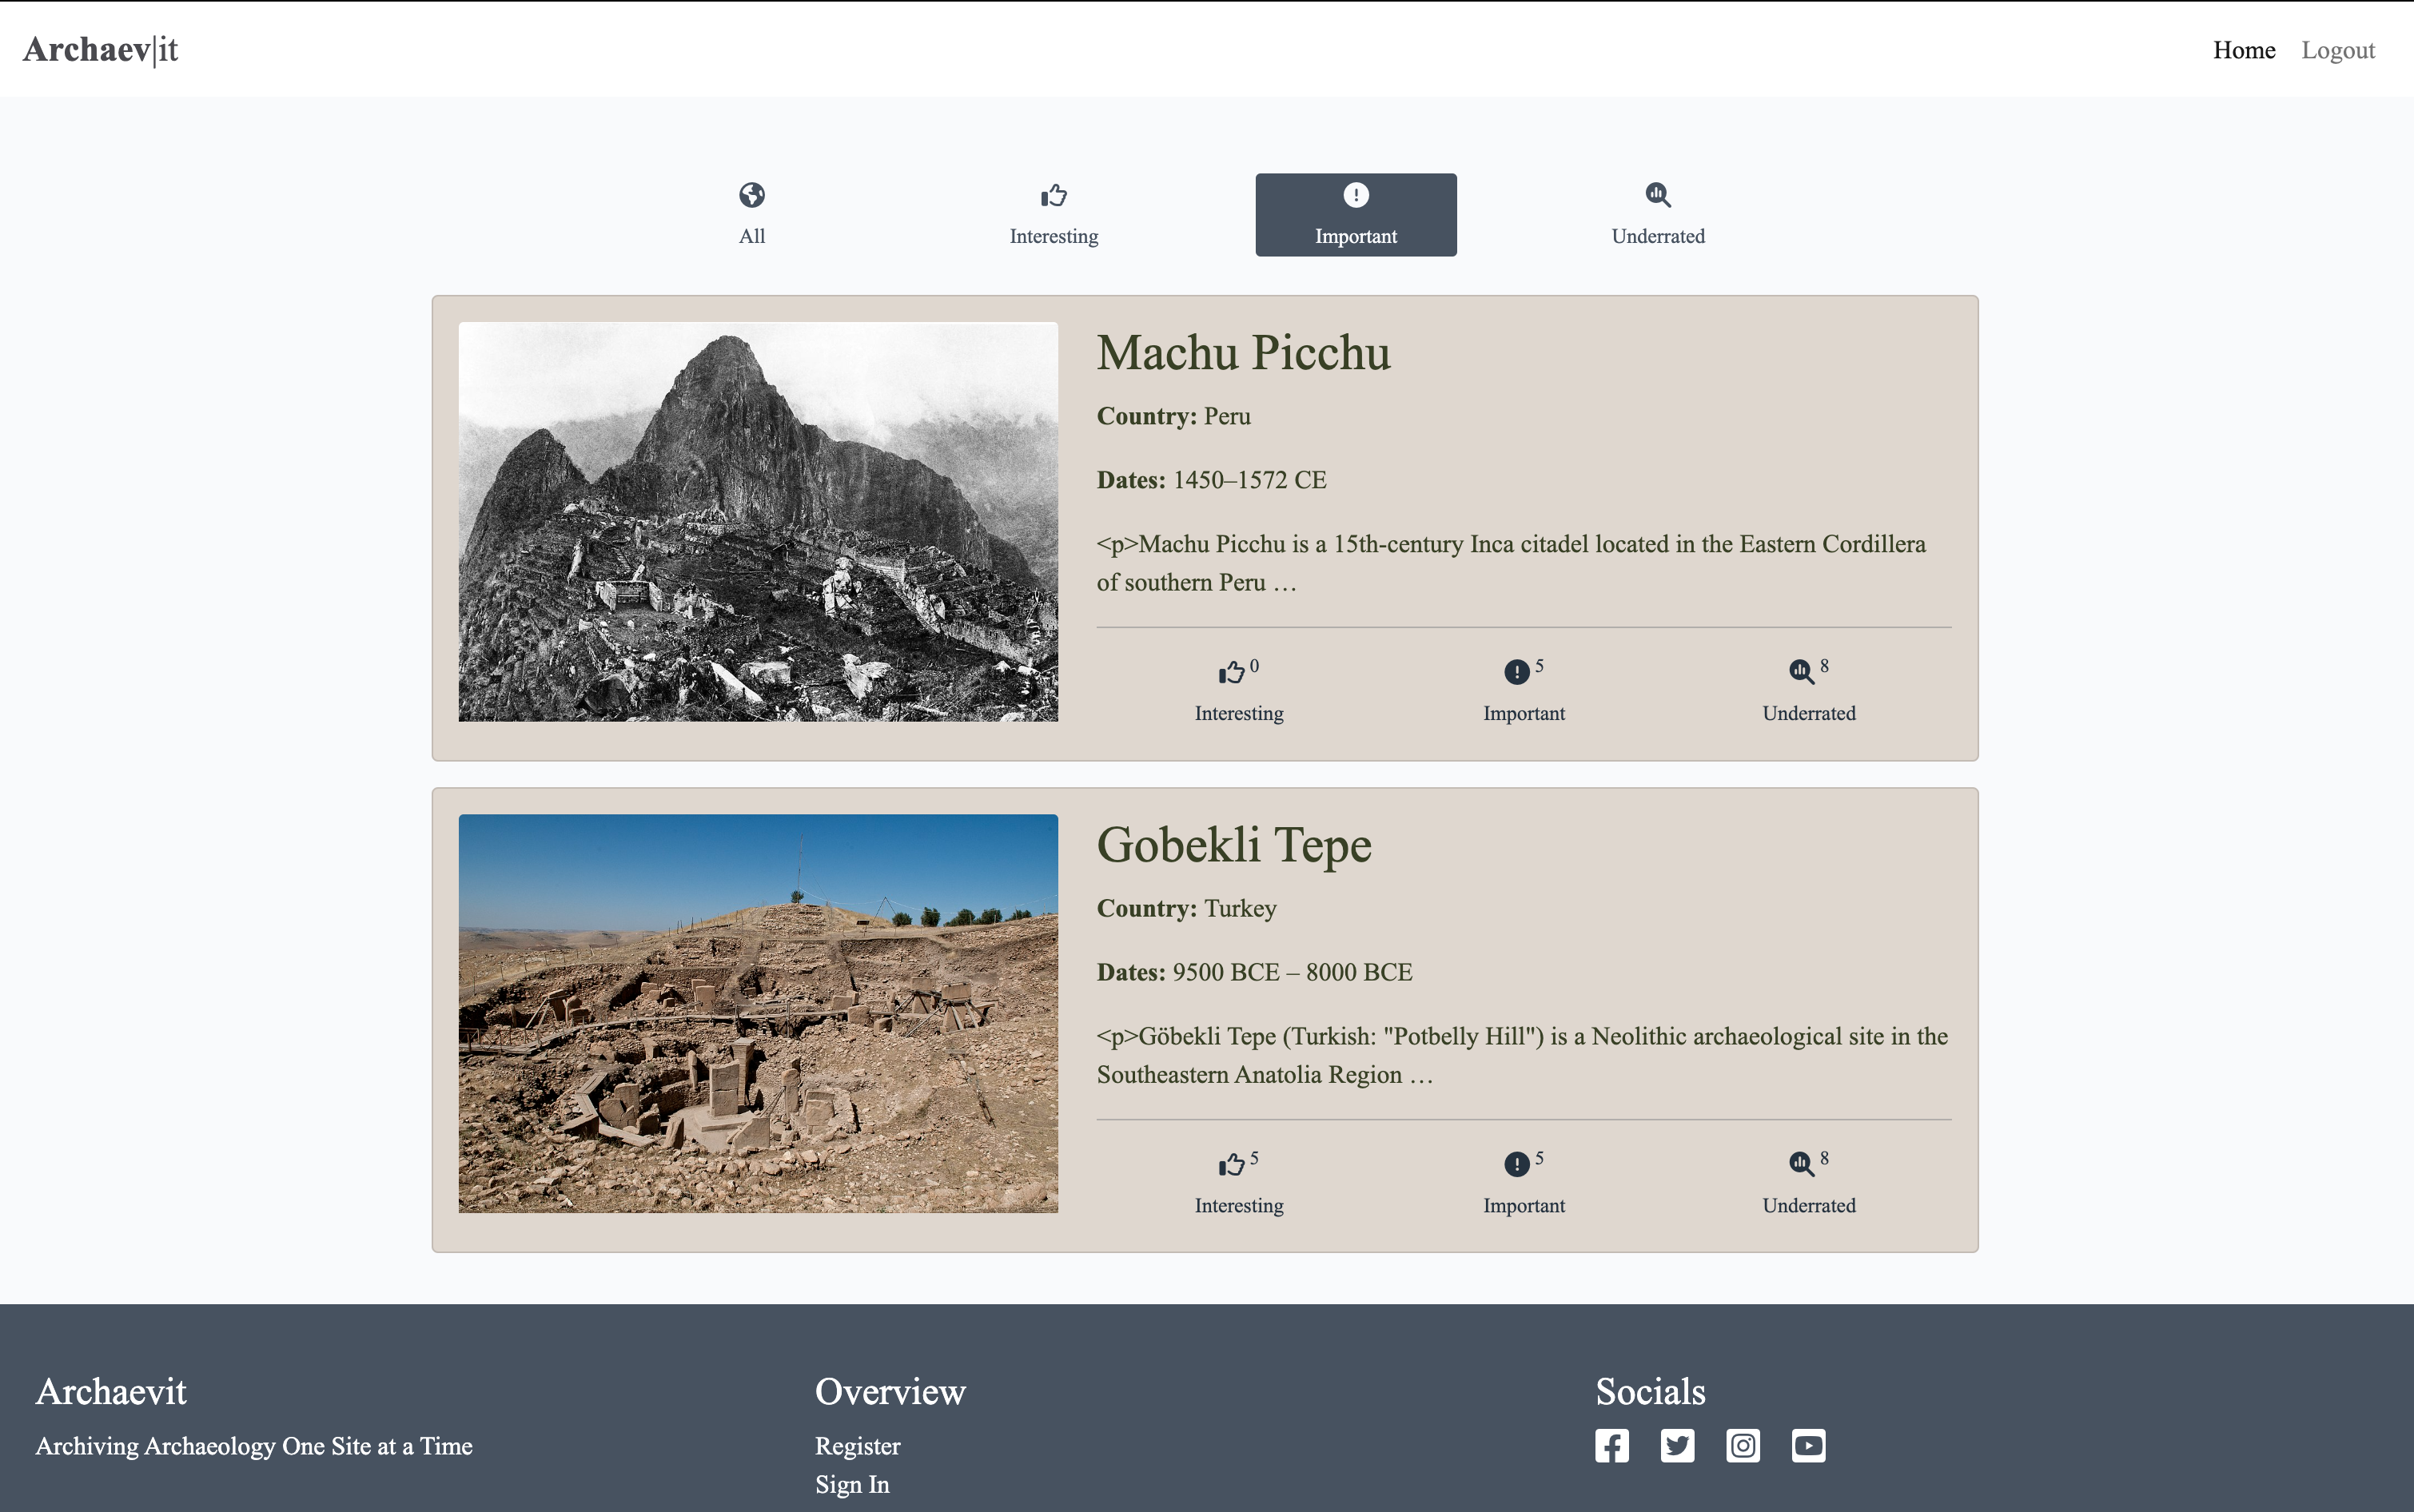 Archaev|it
Home Logout
All
Interesting
Important
Underrated
Machu Picchu
Country: Peru
Dates: 1450–1572 CE
<p>Machu Picchu is a 15th-century Inca citadel located in the Eastern Cordillera
of southern Peru …
0 5 8
Interesting Important Underrated
Gobekli Tepe
Country: Turkey
Dates: 9500 BCE – 8000 BCE
<p>Göbekli Tepe (Turkish: "Potbelly Hill") is a Neolithic archaeological site in the
Southeastern Anatolia Region …
5 5 8
Interesting Important Underrated
Archaevit
Archiving Archaeology One Site at a Time
Overview
Register
Sign In
Socials